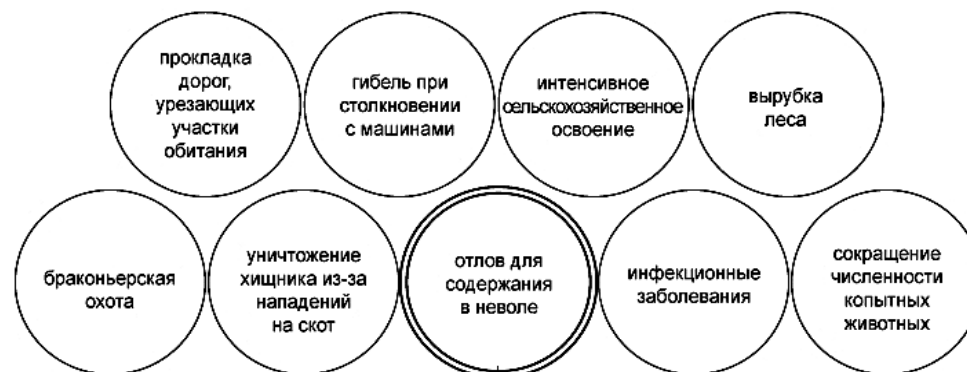 прокладка
дорог,
урезающих
участки
обитания
гибель при
столкновении
с машинами
интенсивное
сельскохозяйственное
освоение
вырубка
леса
браконьерская
охота
уничтожение
хищника из-за
нападений
на скот
отлов для
содержания
в неволе
инфекционные
заболевания
сокращение
численности
копытных
животных